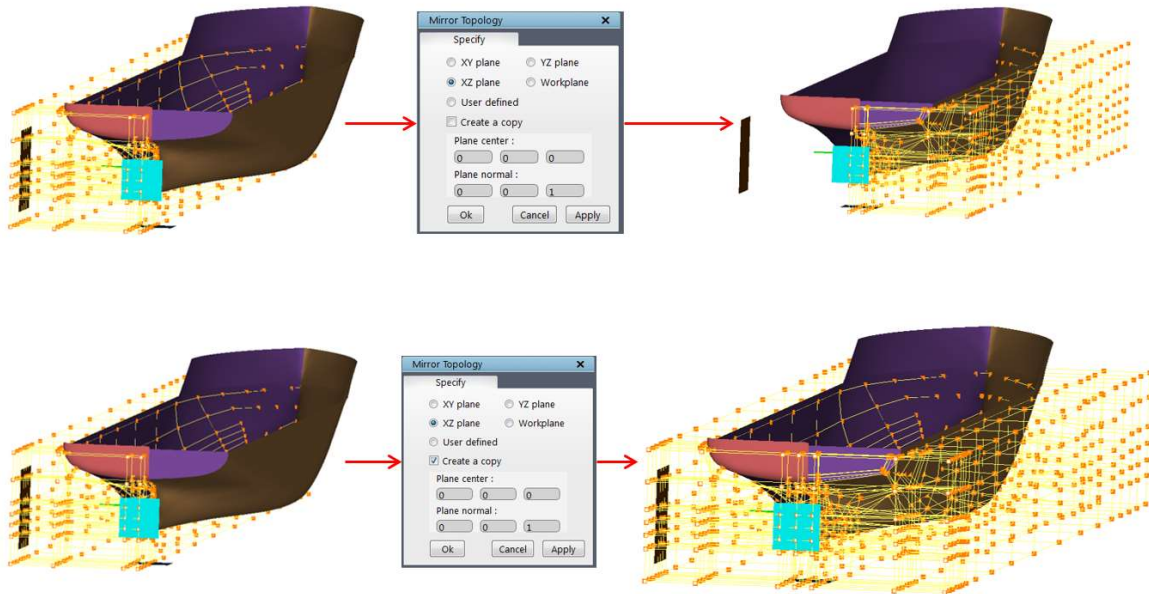 Mirror Topology X
Specify
XY plane YZ plane
XZ plane Workplane
User defined
Create a copy
Plane center :
0 0 0
Plane normal :
0 0 1
Ok Cancel Apply
Mirror Topology X
Specify
XY plane YZ plane
XZ plane Workplane
User defined
Create a copy
Plane center :
0 0 0
Plane normal :
0 0 1
Ok Cancel Apply